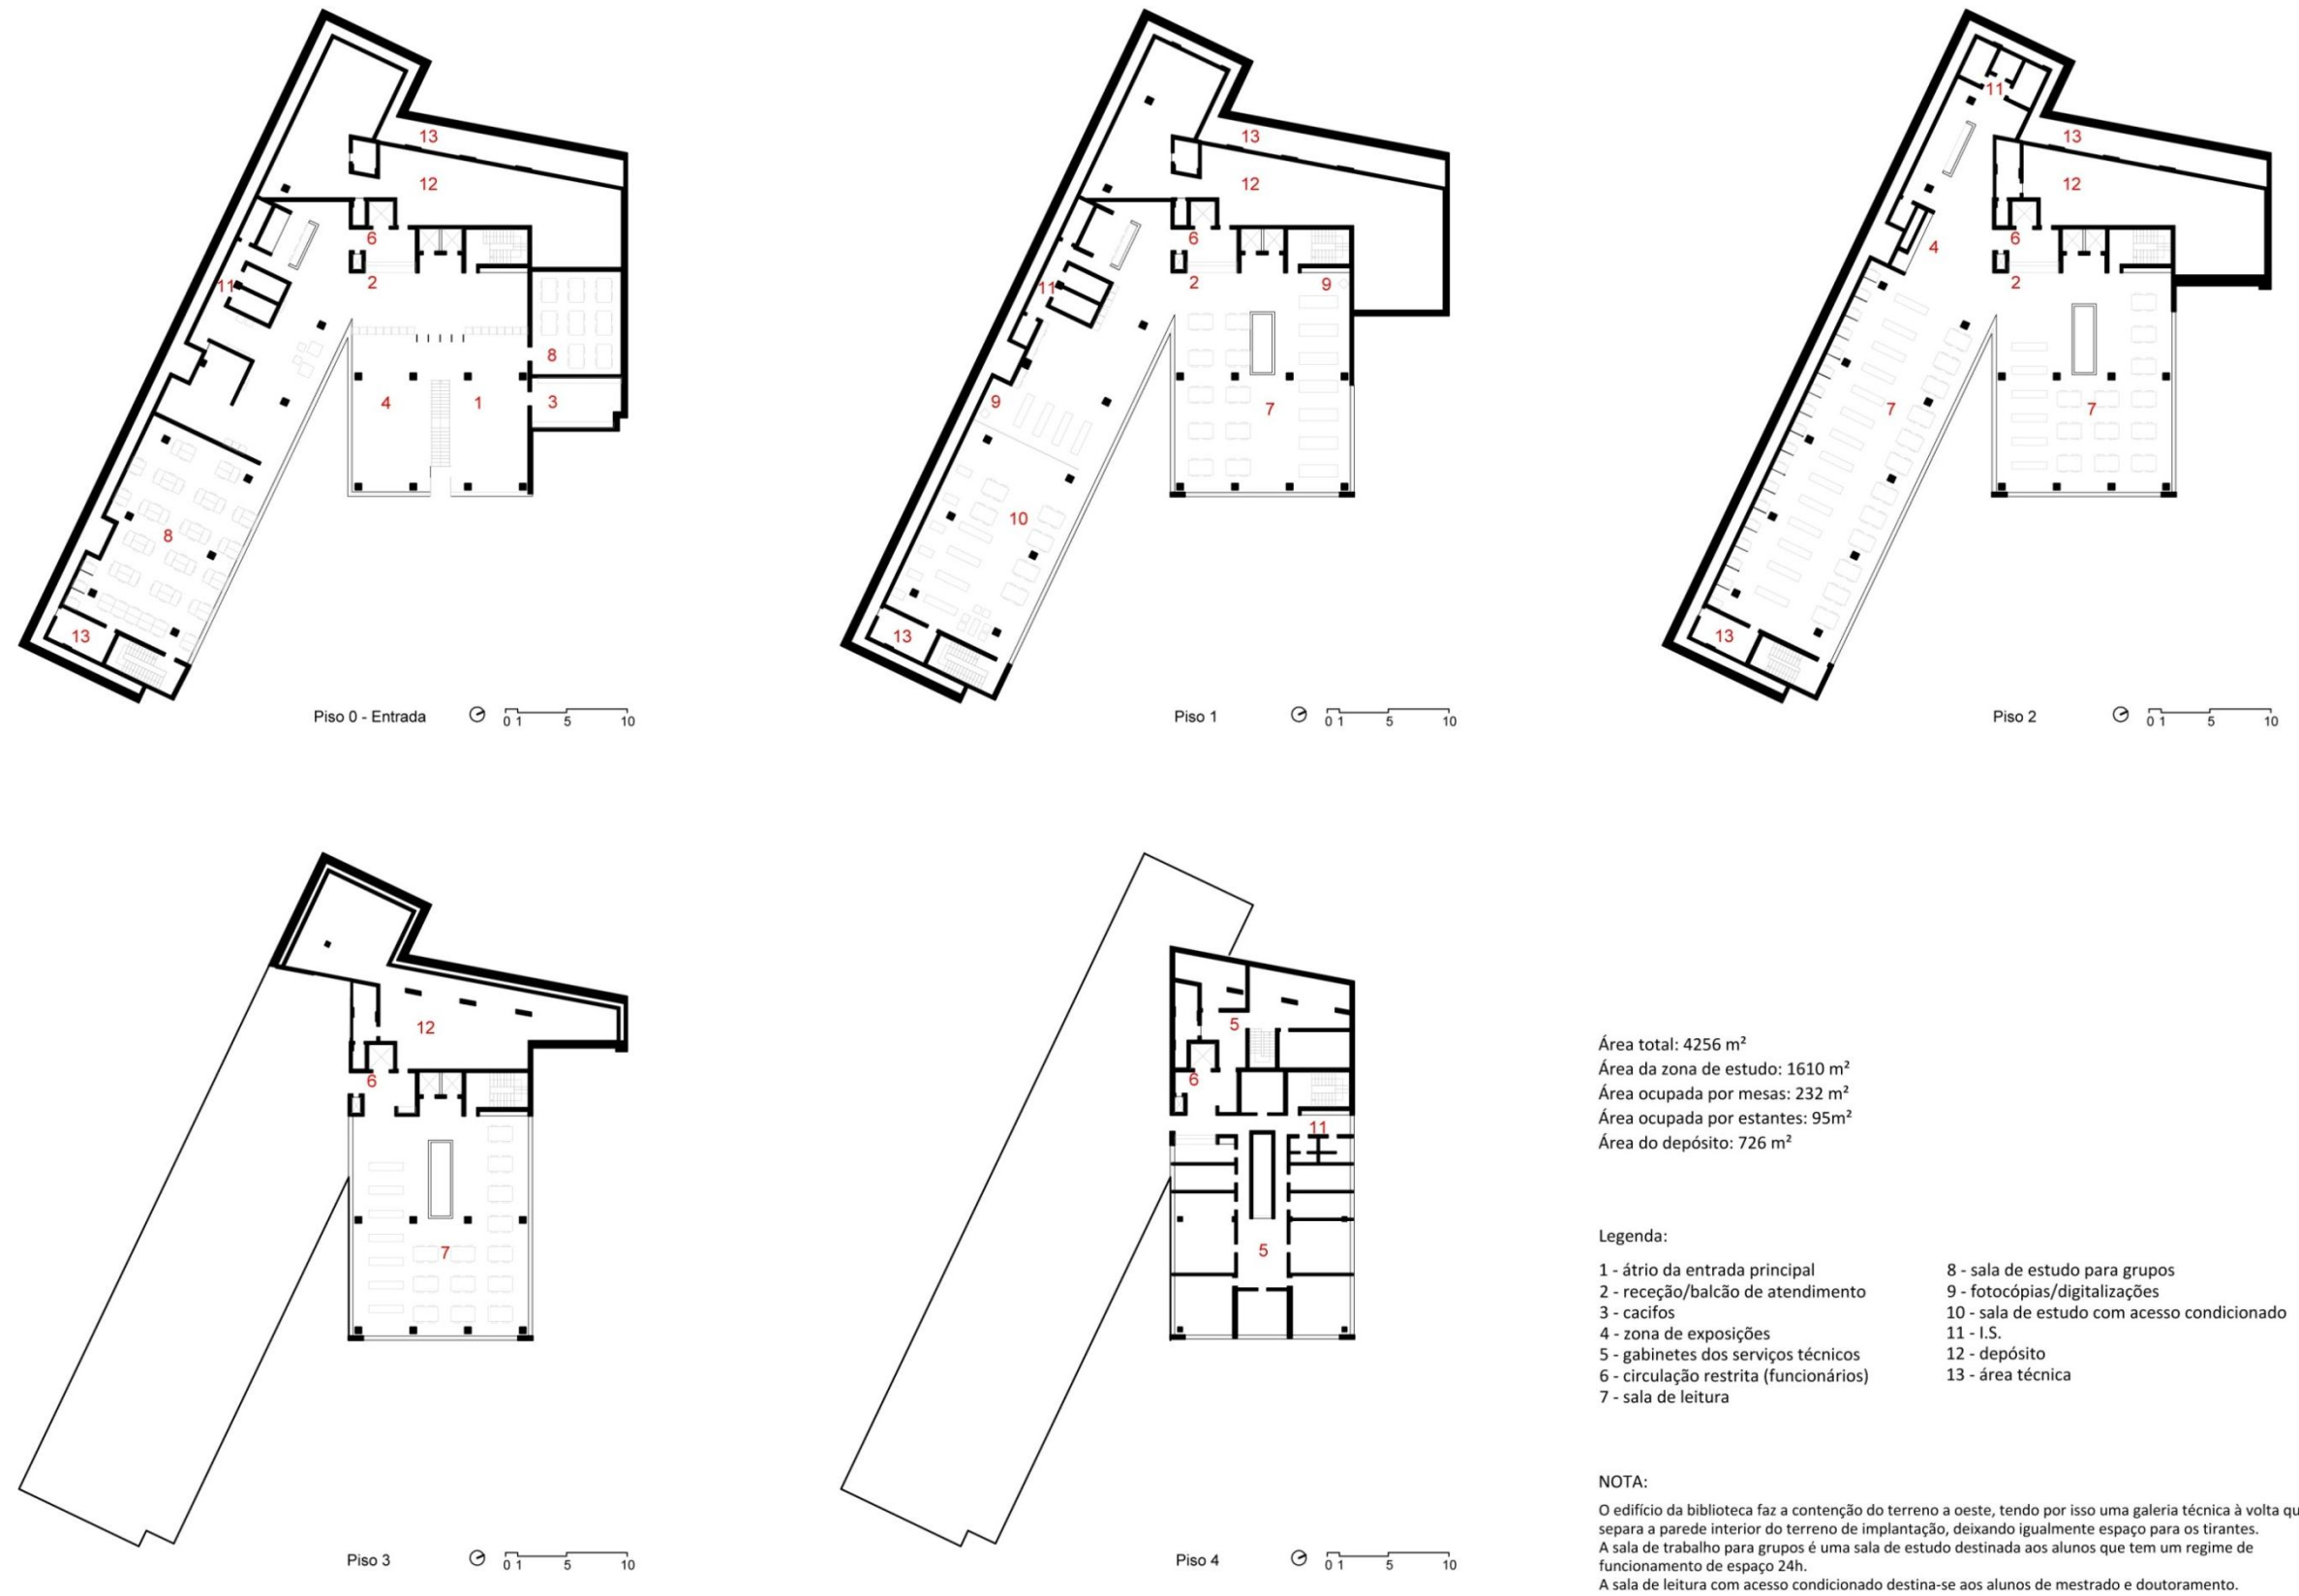 13
12
6
2
11
8
4
1
3
8
13
Piso 0 - Entrada
0 1 5 10
13
12
6
2
9
11
9
7
10
13
Piso 1
0 1 5 10
11
13
12
4
6
2
7
7
13
Piso 2
0 1 5 10
12
6
7
Piso 3
0 1 5 10
5
6
11
5
Piso 4
0 1 5 10
Área total: 4256 m²
Área da zona de estudo: 1610 m²
Área ocupada por mesas: 232 m²
Área ocupada por estantes: 95m²
Área do depósito: 726 m²
Legenda:
1 - átrio da entrada principal
2 - receção/balcão de atendimento
3 - cacifos
4 - zona de exposições
5 - gabinetes dos serviços técnicos
6 - circulação restrita (funcionários)
7 - sala de leitura
8 - sala de estudo para grupos
9 - fotocópias/digitalizações
10 - sala de estudo com acesso condicionado
11 - I.S.
12 - depósito
13 - área técnica
NOTA:
O edifício da biblioteca faz a contenção do terreno a oeste, tendo por isso uma galeria técnica à volta qu
separa a parede interior do terreno de implantação, deixando igualmente espaço para os tirantes.
A sala de trabalho para grupos é uma sala de estudo destinada aos alunos que tem um regime de
funcionamento de espaço 24h.
A sala de leitura com acesso condicionado destina-se aos alunos de mestrado e doutoramento.